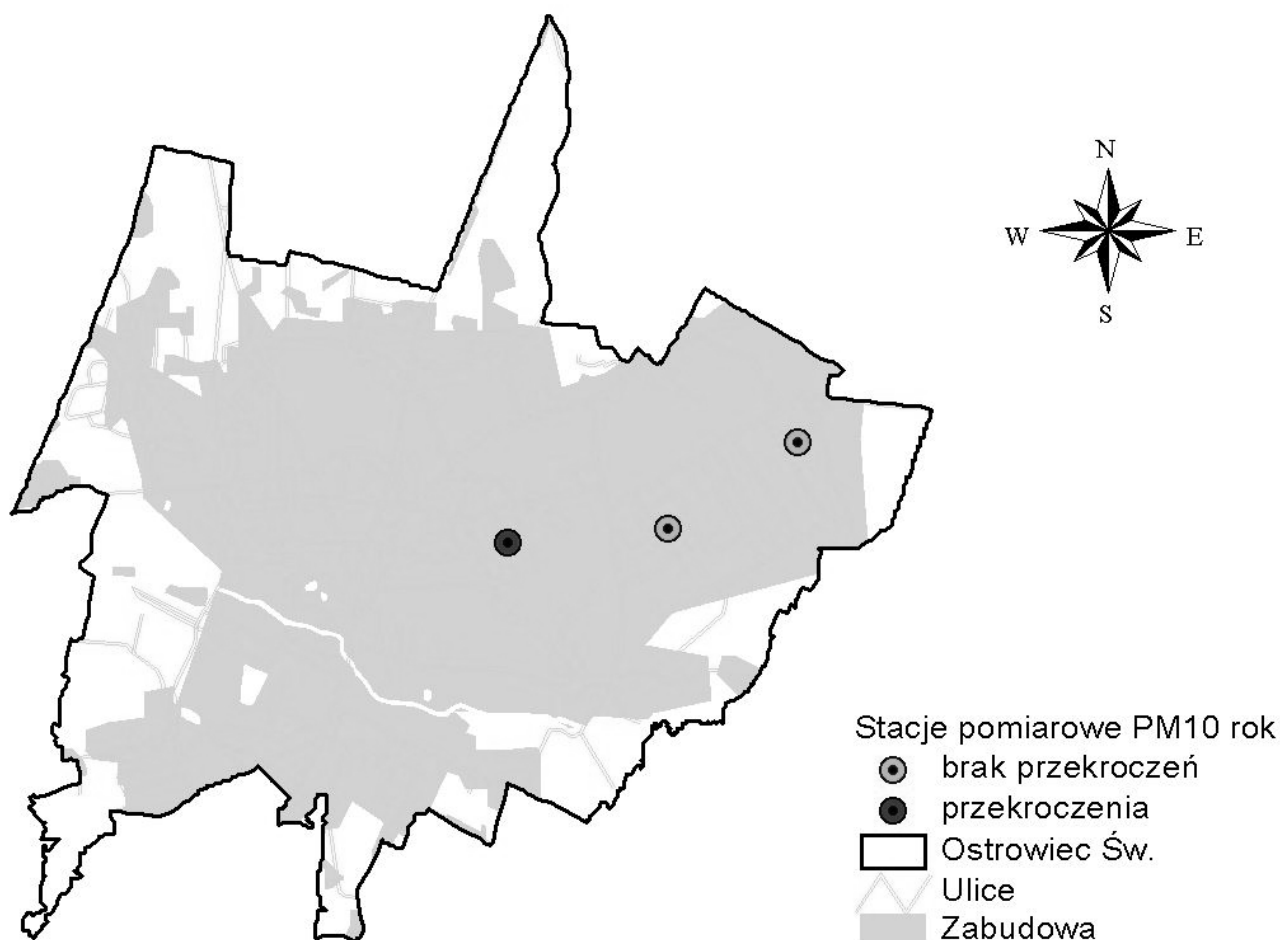 N
W E
S
Stacje pomiarowe PM10 rok
brak przekroczeń
przekroczenia
Ostrowiec Św.
Ulice
Zabudowa